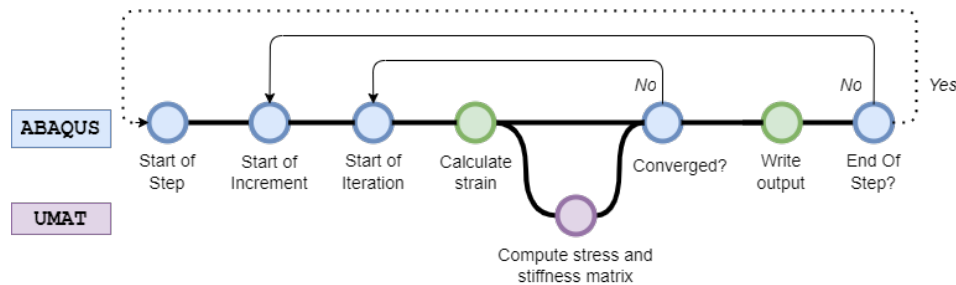 No
No
Yes
ABAQUS
Start of
Step
Start of
Increment
Start of
Iteration
Calculate
strain
Converged?
Write
output
End Of
Step?
UMAT
Compute stress and
stiffness matrix